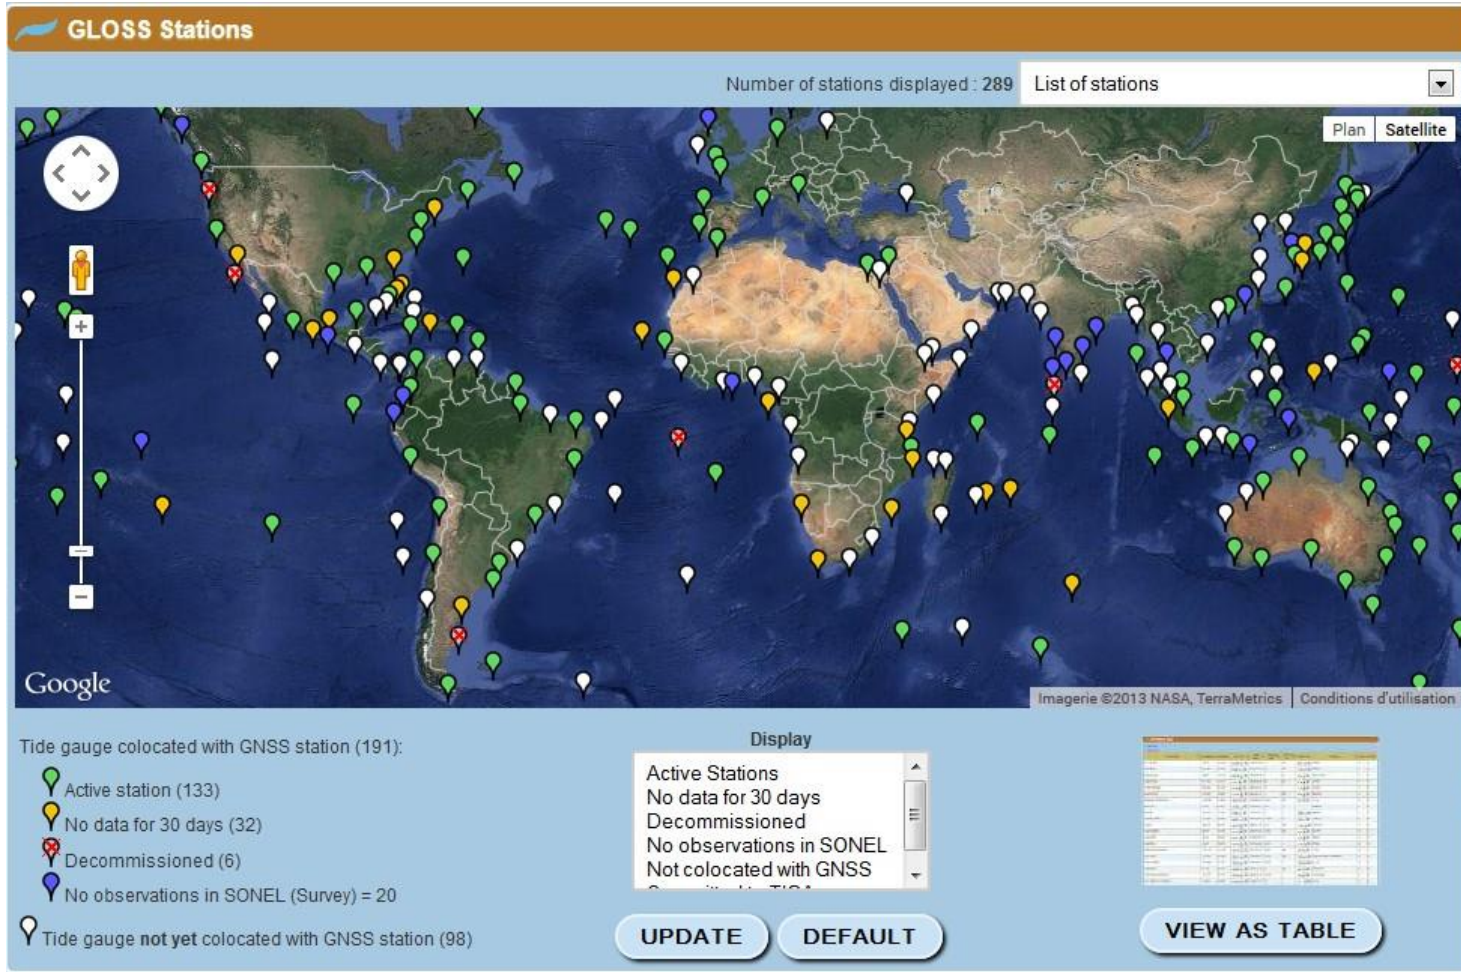 GLOSS Stations
Number of stations displayed : 289
List of stations
Plan
Satellite
Google
Imagerie ©2013 NASA, TerraMetrics
Conditions d'utilisation
Tide gauge colocated with GNSS station (191):
Active station (133)
No data for 30 days (32)
Decommissioned (6)
No observations in SONEL (Survey) = 20
Tide gauge not yet colocated with GNSS station (98)
Display
Active Stations
No data for 30 days
Decommissioned
No observations in SONEL
Not colocated with GNSS
UPDATE
DEFAULT
VIEW AS TABLE